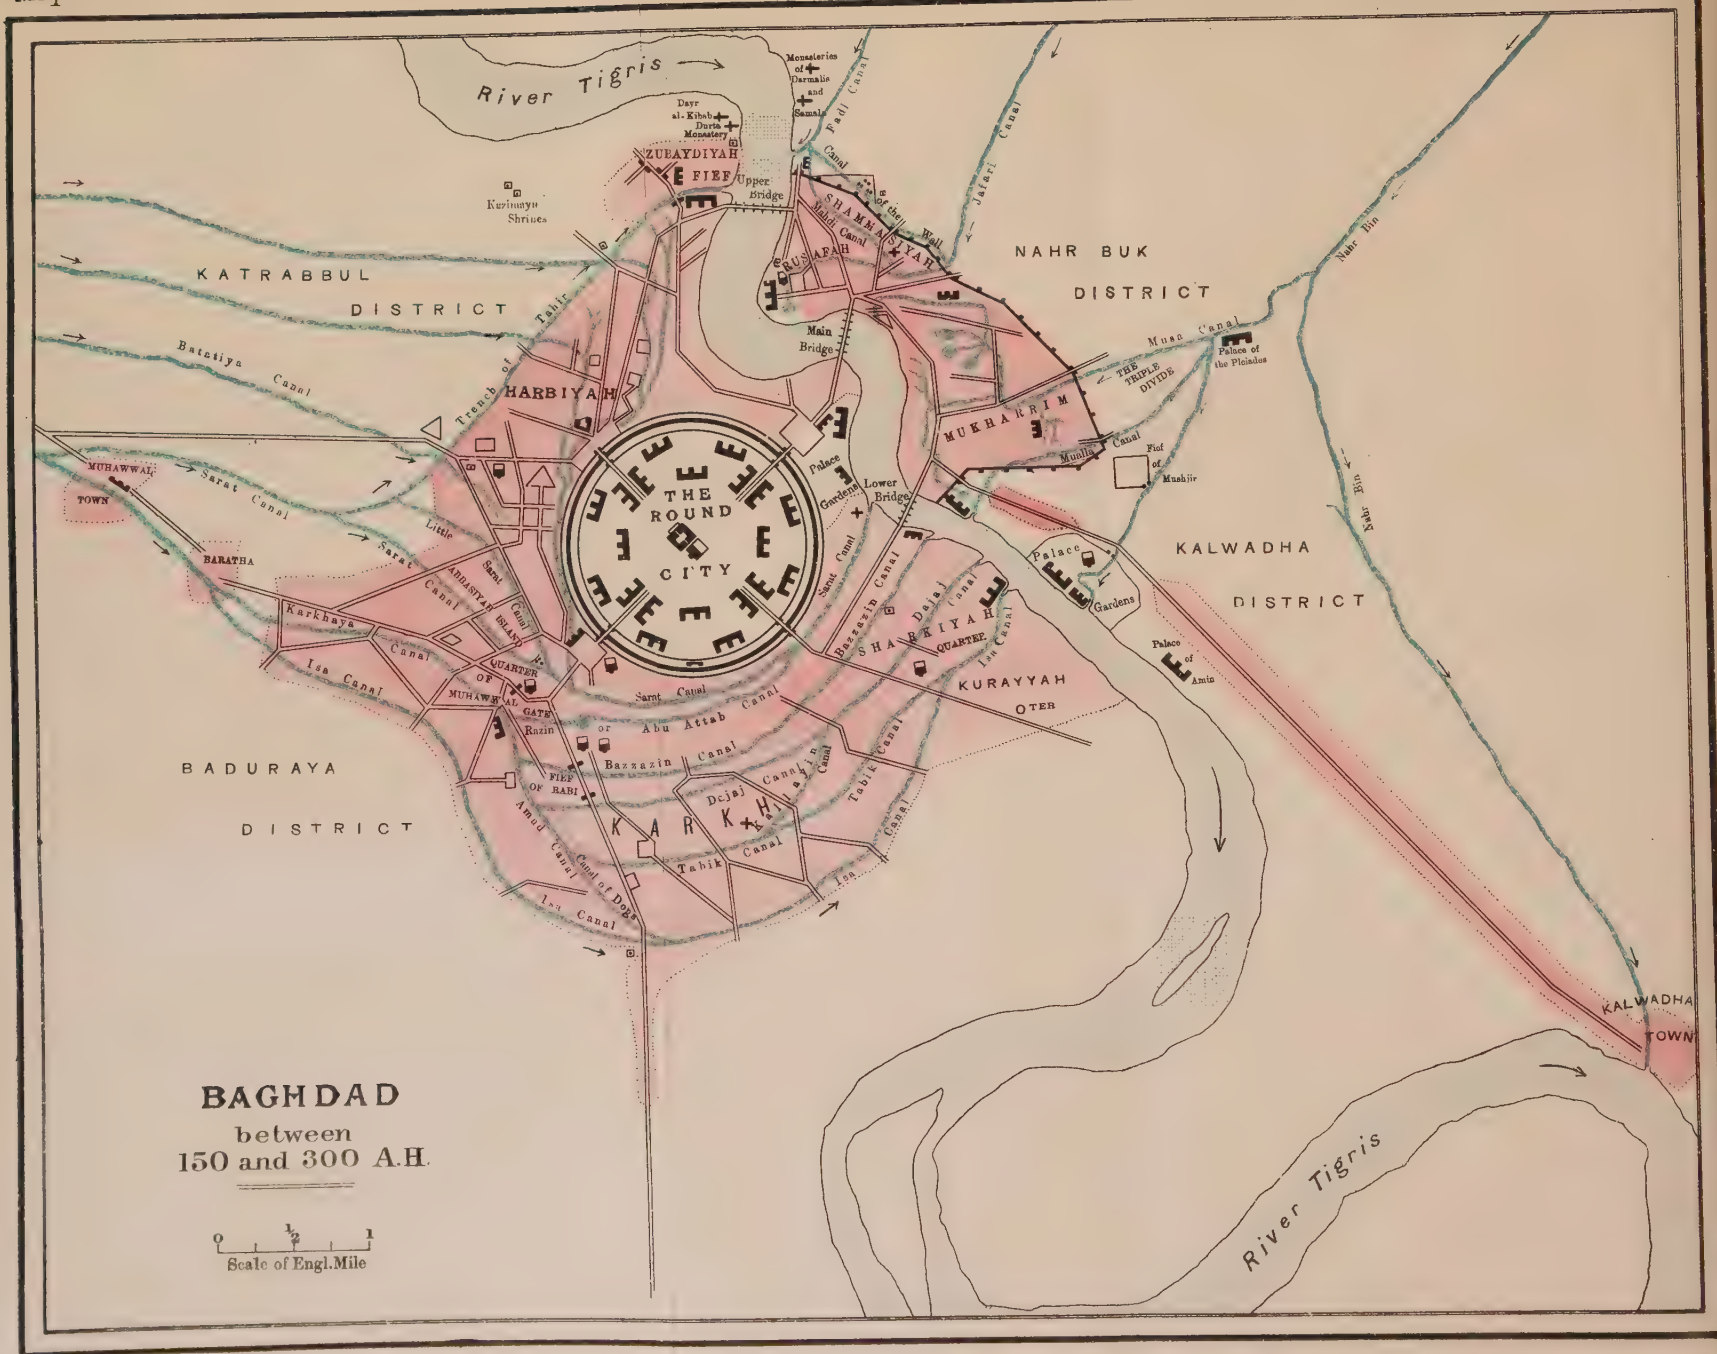 River Tigris
Monasteries
of
Darmalis
and
Samalu
Fadl Canal
Jafari Canal
Dayr
al-Kibab
Durta
Monastery
ZUBAYDIYAH
FIEF
Upper
Bridge
Canal
of the
Wall
SHAMMASIYAH
Mahdi Canal
RUSAFAH
Kazimayn
Shrines
NAHR BUK
DISTRICT
Nahr Bin
KATRABBUL
DISTRICT
Trench of Tahir
Main
Bridge
Musa Canal
Palace of
the Pleiades
THE
TRIPLE
DIVIDE
Batatiya Canal
HARBIYAH
MUKHARRIM
Mualla Canal
Fief
of
Mushjir
MUHAWWAL
TOWN
Sarat Canal
Palace
Gardens
Lower
Bridge
THE
ROUND
CITY
Nahr Bin
Little
Sarat
Canal
Sarat Canal
BARATHA
ABBASIYAH
ISLAND
Sarat Canal
Bazzazin Canal
Dajaj
Canal
Palace
Gardens
KALWADHA
DISTRICT
Karkhaya
Canal
Isa Canal
QUARTER
OF
MUHAWWAL
GATE
SHARKIYAH
QUARTER
Isa Canal
Palace
of
Amin
Sarat Canal
KURAYYAH
OTER
Razin or Abu Attab Canal
Bazzazin Canal
BADURAYA
DISTRICT
FIEF
OF RABI
Dajaj Canal
Canal
Tabik Canal
KARKH
Amud
Canal
Canal of Dogs
Tabik Canal
Isa Canal
Isa Canal
KALWADHA
TOWN
BAGHDAD
between
150 and 300 A.H.
River Tigris
0 ½ 1
Scale of Engl. Mile